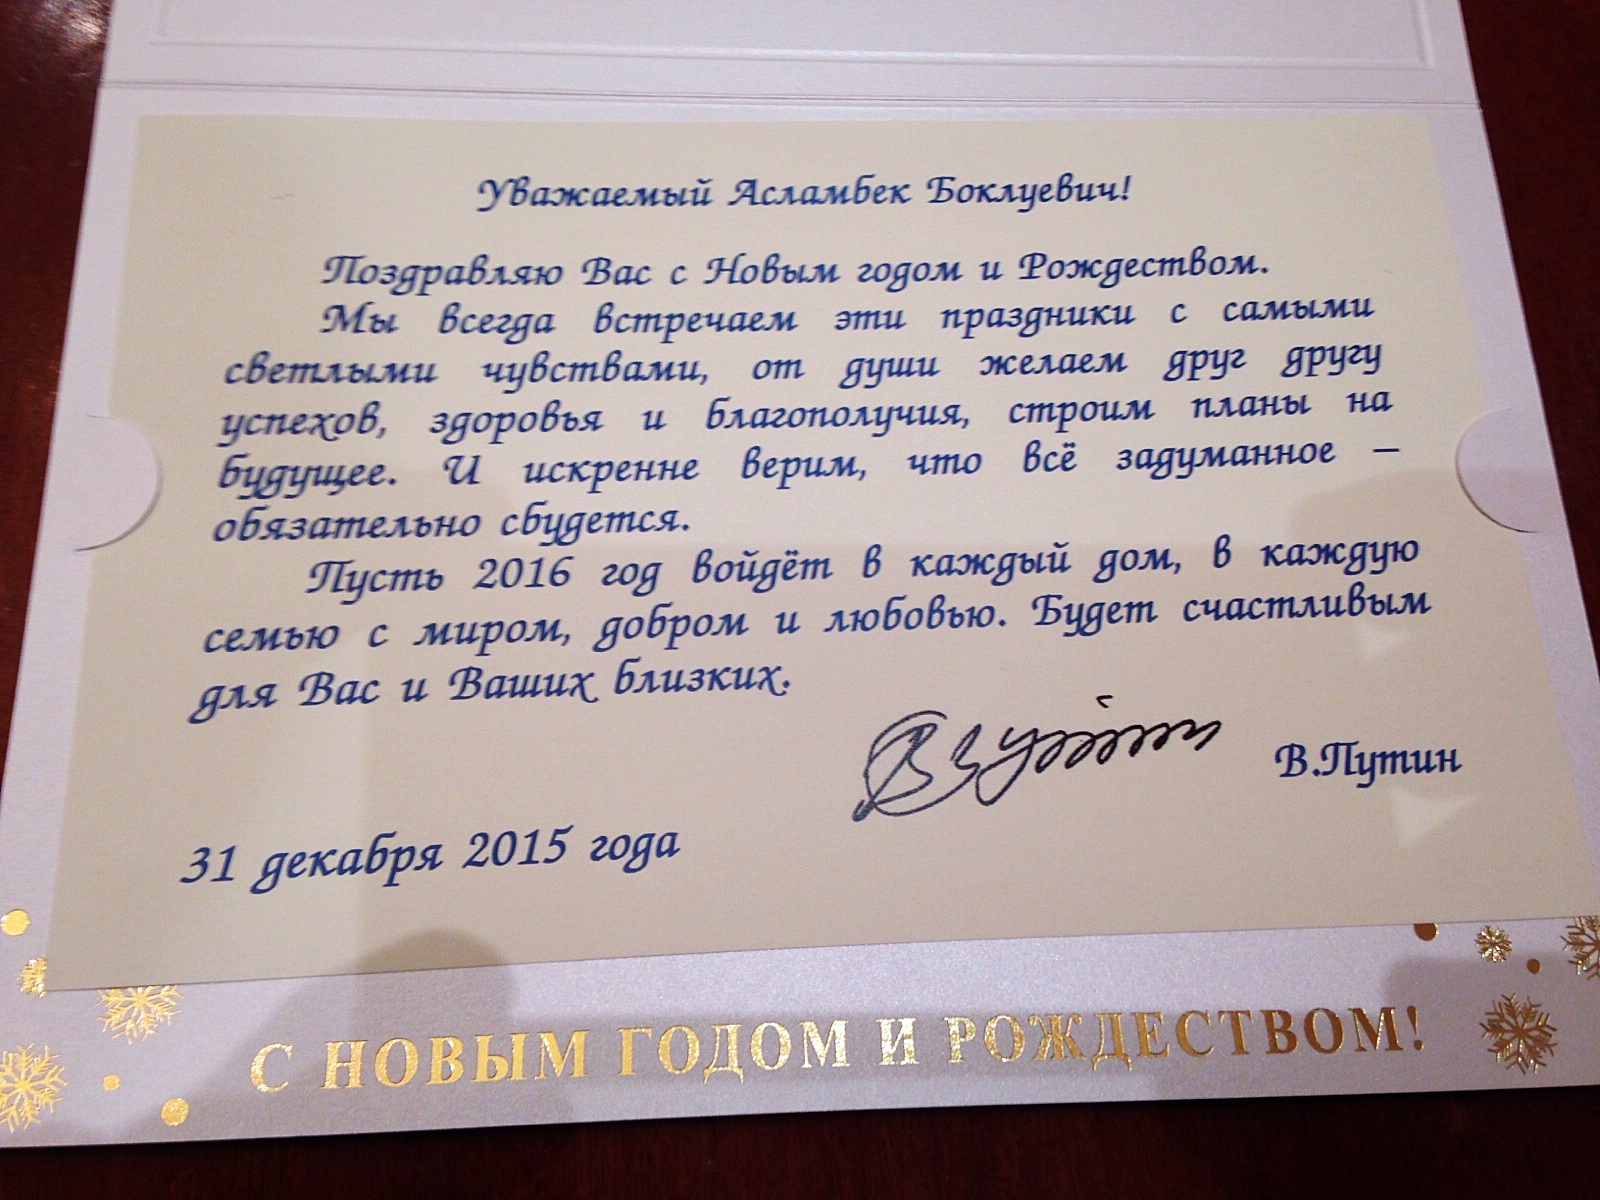 Уважаемый Асламбек Боклуевич!
Поздравляю Вас с Новым годом и Рождеством.
Мы всегда встречаем эти праздники с самыми
светлыми чувствами, от души желаем друг другу
успехов, здоровья и благополучия, строим планы на
будущее. И искренне верим, что всё задуманное –
обязательно сбудется.
Пусть 2016 год войдёт в каждый дом, в каждую
семью с миром, добром и любовью. Будет счастливым
для Вас и Ваших близких.
В.Путин
31 декабря 2015 года
С НОВЫМ ГОДОМ И РОЖДЕСТВОМ!